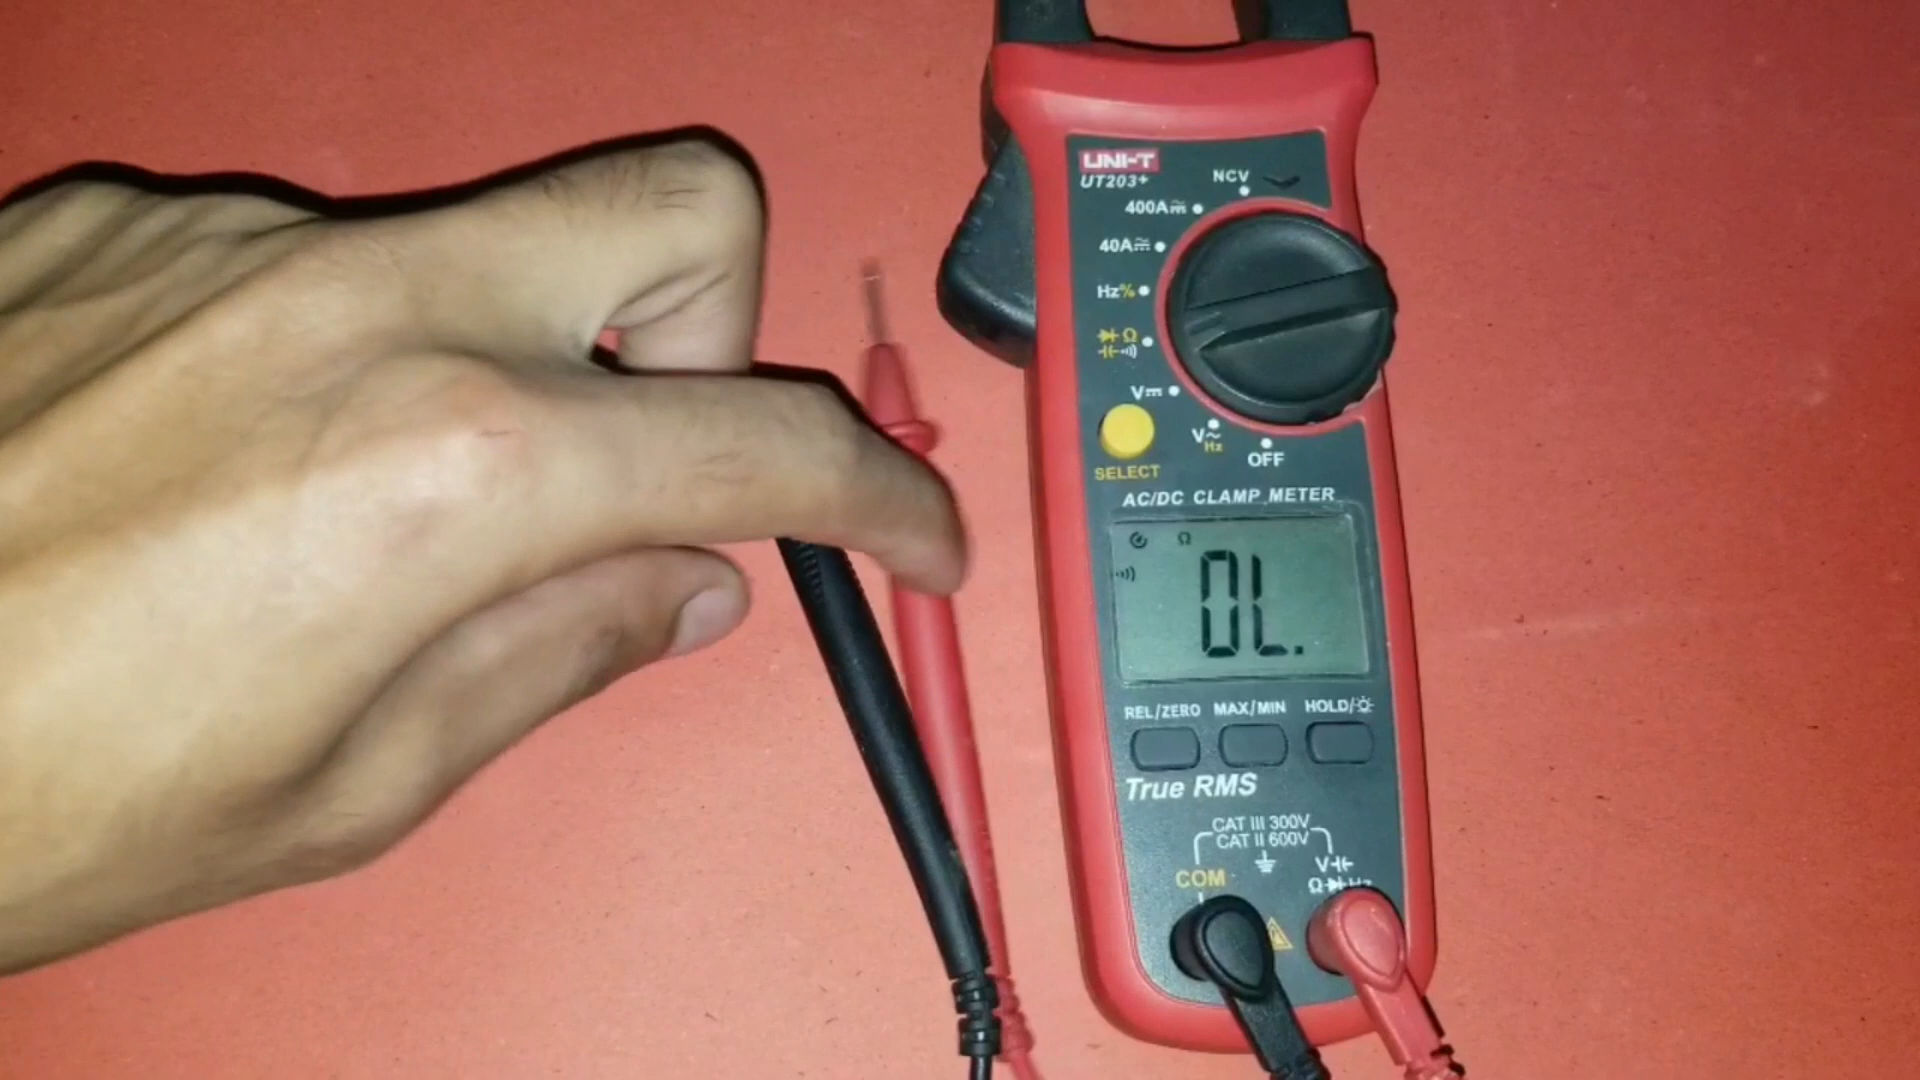 UNI-T
UT203+
NCV
400A
40A
Hz%
Ω
V
V~
Hz
OFF
SELECT
AC/DC CLAMP METER
Ω
0L.
REL/ZERO MAX/MIN HOLD/
True RMS
CAT III 300V
CAT II 600V
COM
V
Ω Hz